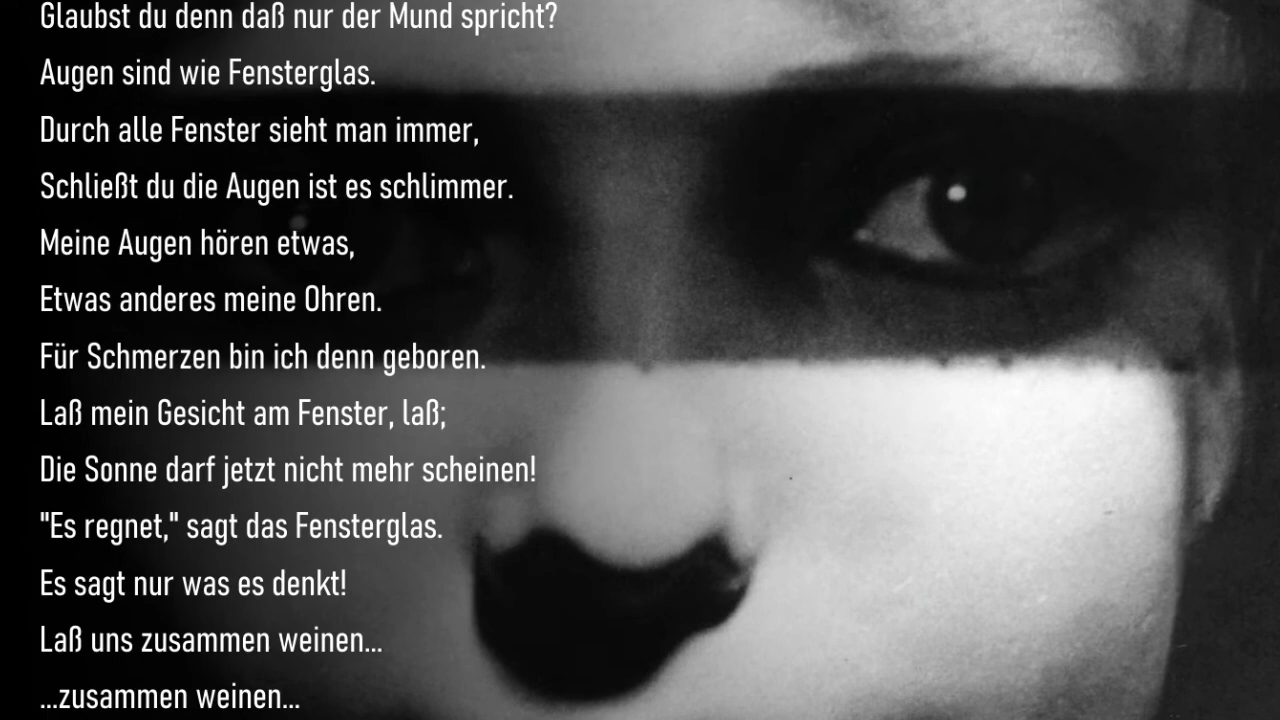 Glaubst du denn daß nur der Mund spricht?
Augen sind wie Fensterglas.
Durch alle Fenster sieht man immer,
Schließt du die Augen ist es schlimmer.
Meine Augen hören etwas,
Etwas anderes meine Ohren.
Für Schmerzen bin ich denn geboren.
Laß mein Gesicht am Fenster, laß;
Die Sonne darf jetzt nicht mehr scheinen!
"Es regnet," sagt das Fensterglas.
Es sagt nur was es denkt!
Laß uns zusammen weinen...
...zusammen weinen...